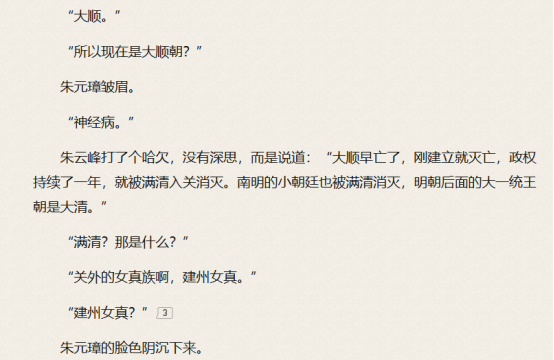 “大顺。”
“所以现在是大顺朝？”
朱元璋皱眉。
“神经病。”
朱云峰打了个哈欠，没有深思，而是说道：“大顺早亡了，刚建立就灭亡，政权
持续了一年，就被满清入关消灭。南明的小朝廷也被满清消灭，明朝后面的大一统王
朝是大清。”
“满清？那是什么？”
“关外的女真族啊，建州女真。”
“建州女真？” 3
朱元璋的脸色阴沉下来。